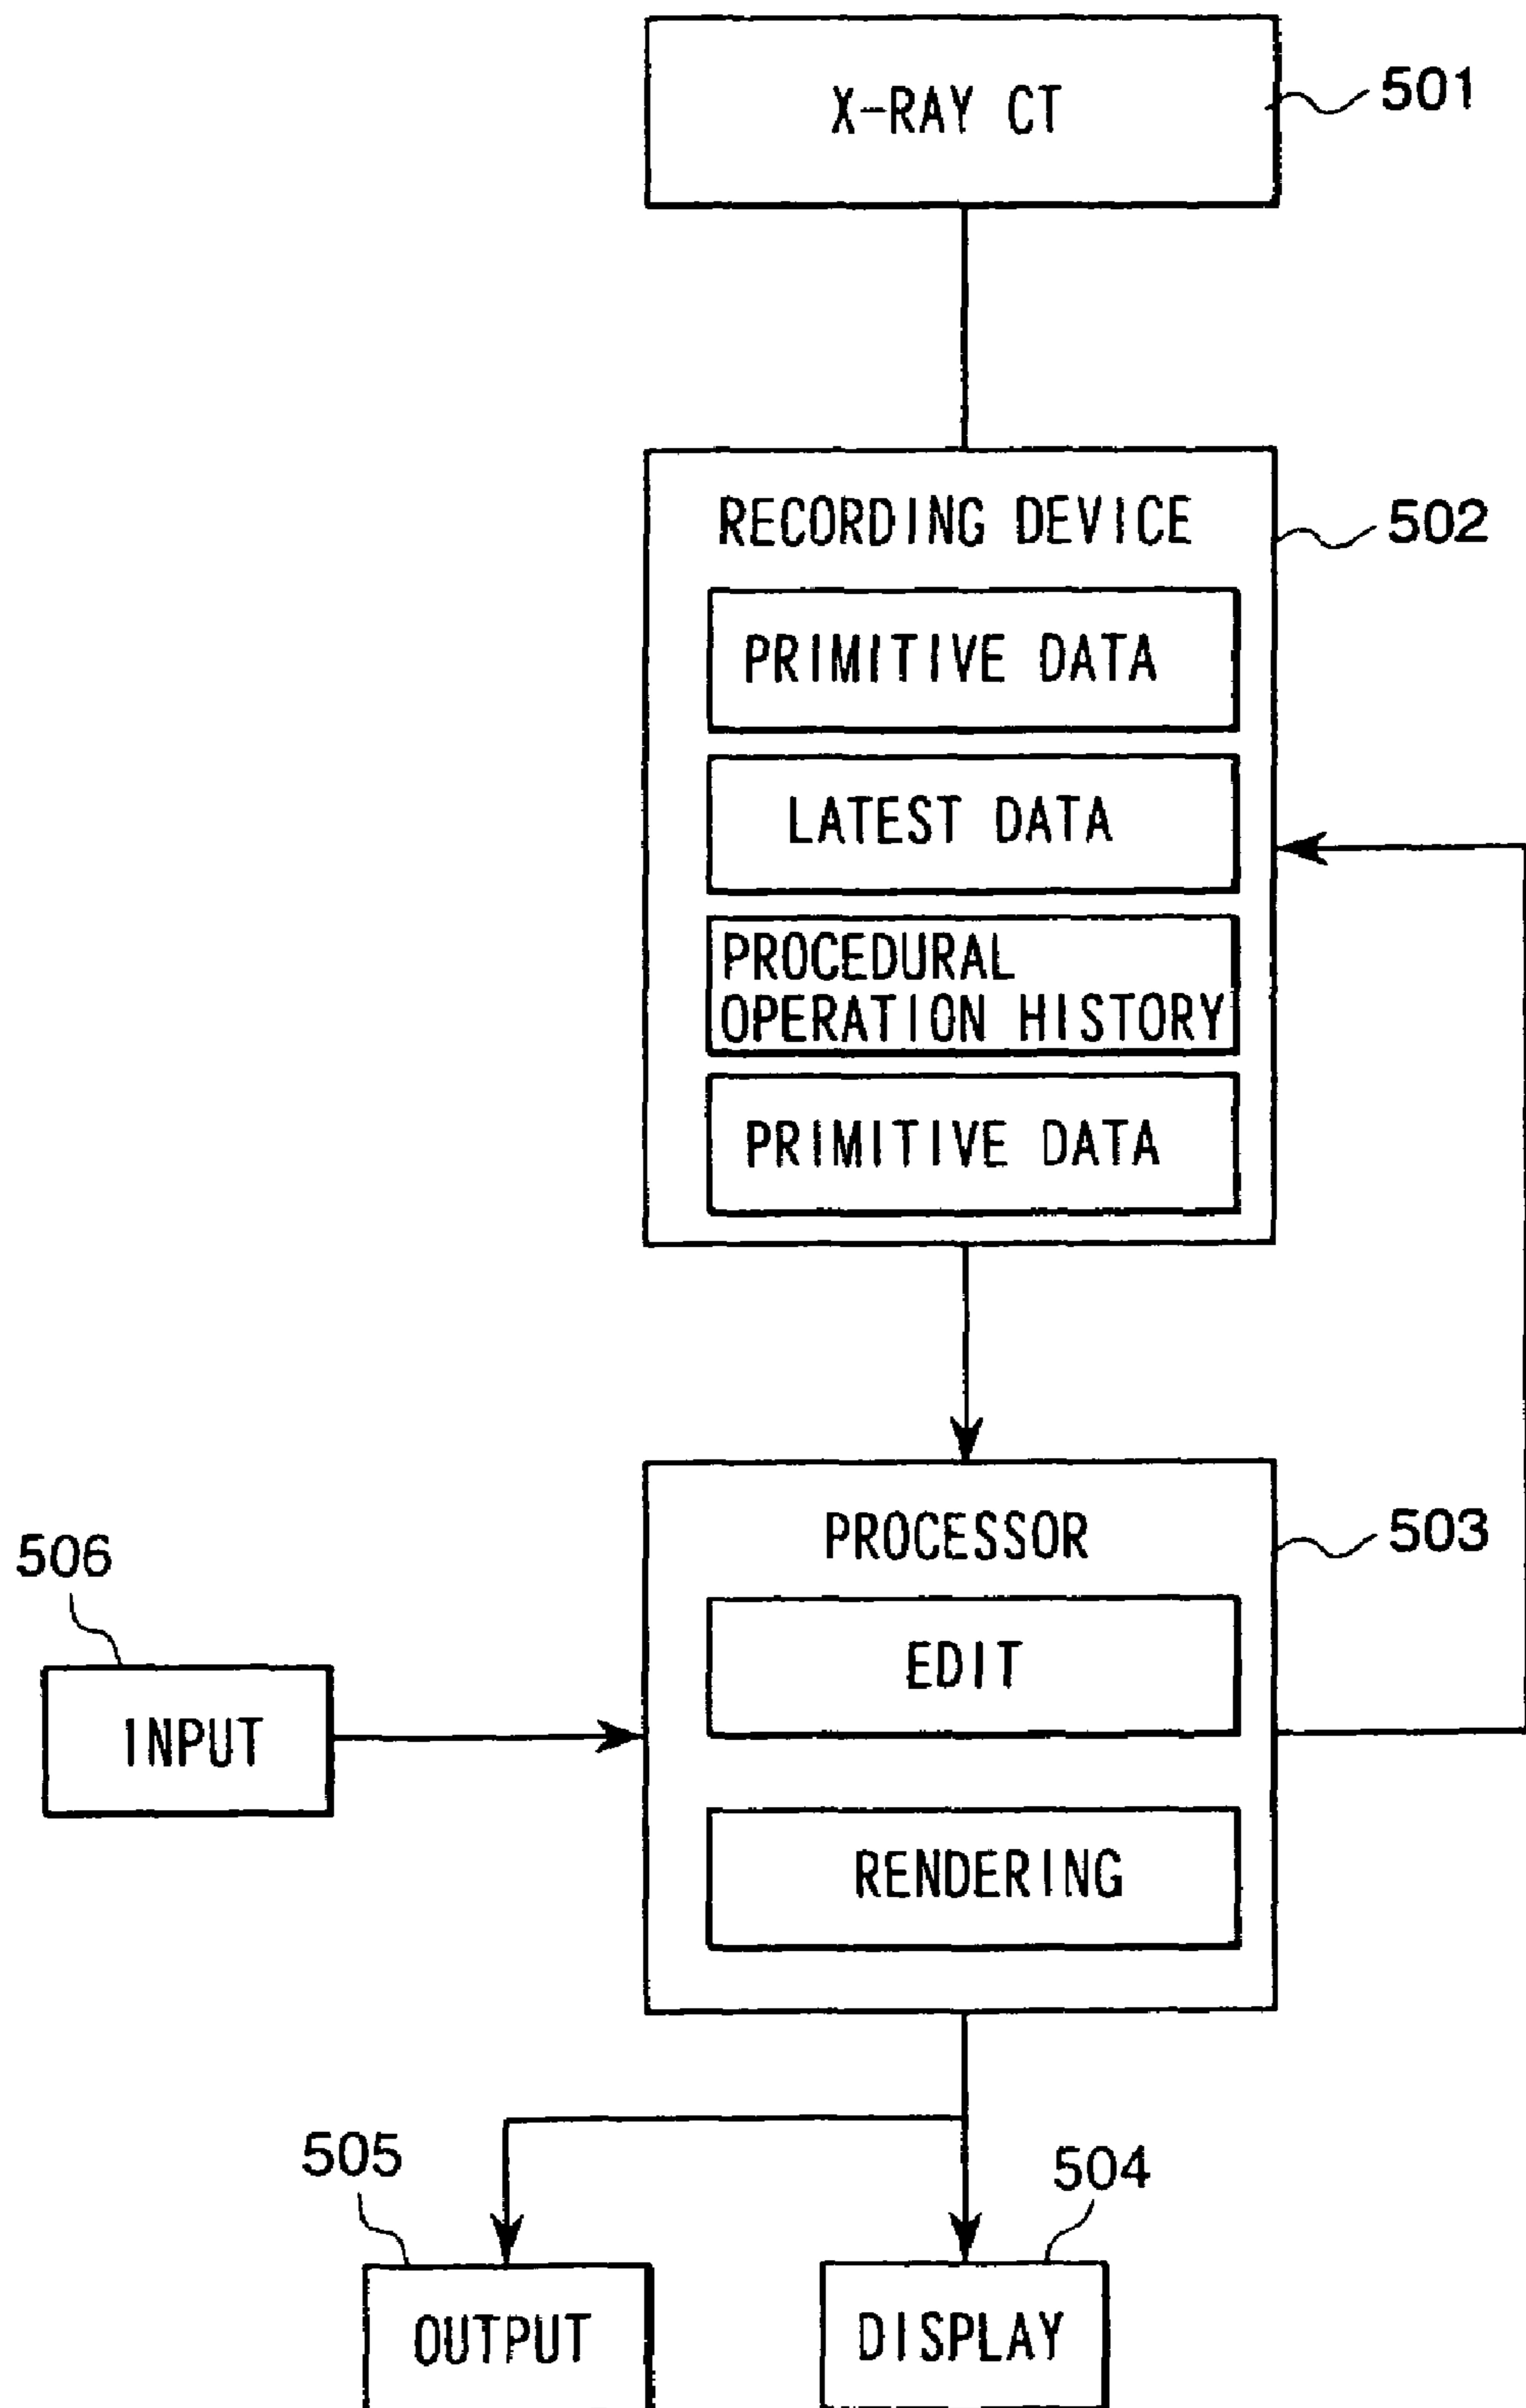 X-RAY CT
501
RECORDING DEVICE
502
PRIMITIVE DATA
LATEST DATA
PROCEDURAL
OPERATION HISTORY
PRIMITIVE DATA
PROCESSOR
503
506
EDIT
INPUT
RENDERING
505
504
OUTPUT
DISPLAY